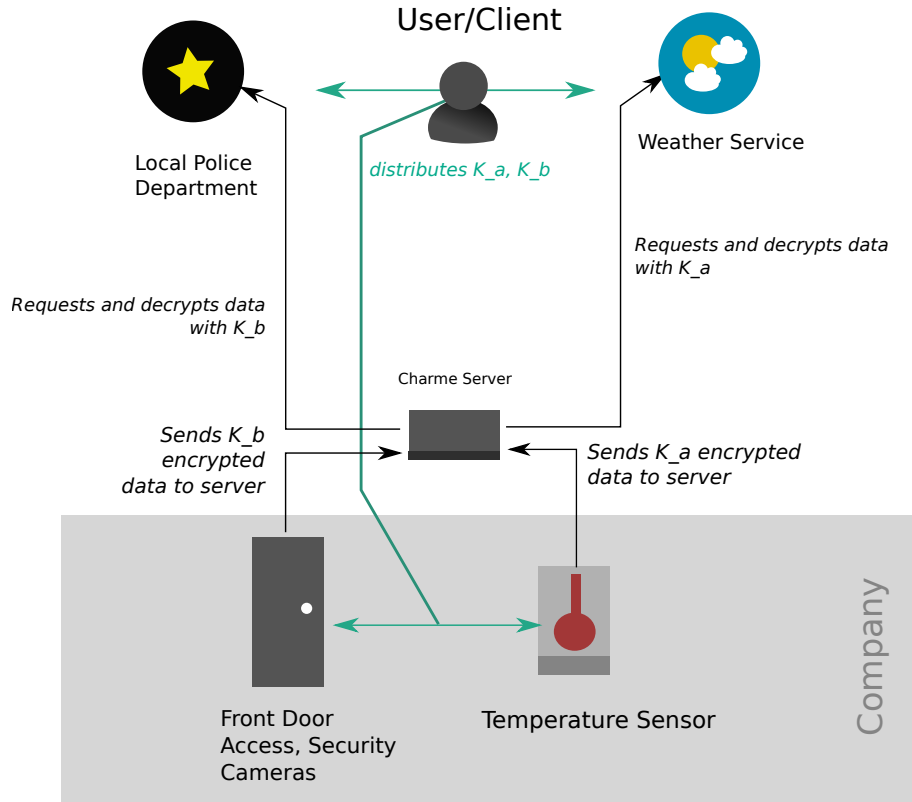 User/Client
Local Police
Department
distributes K_a, K_b
Weather Service
Requests and decrypts data
with K_a
Requests and decrypts data
with K_b
Charme Server
Sends K_b
encrypted
data to server
Sends K_a encrypted
data to server
Company
Front Door
Access, Security
Cameras
Temperature Sensor